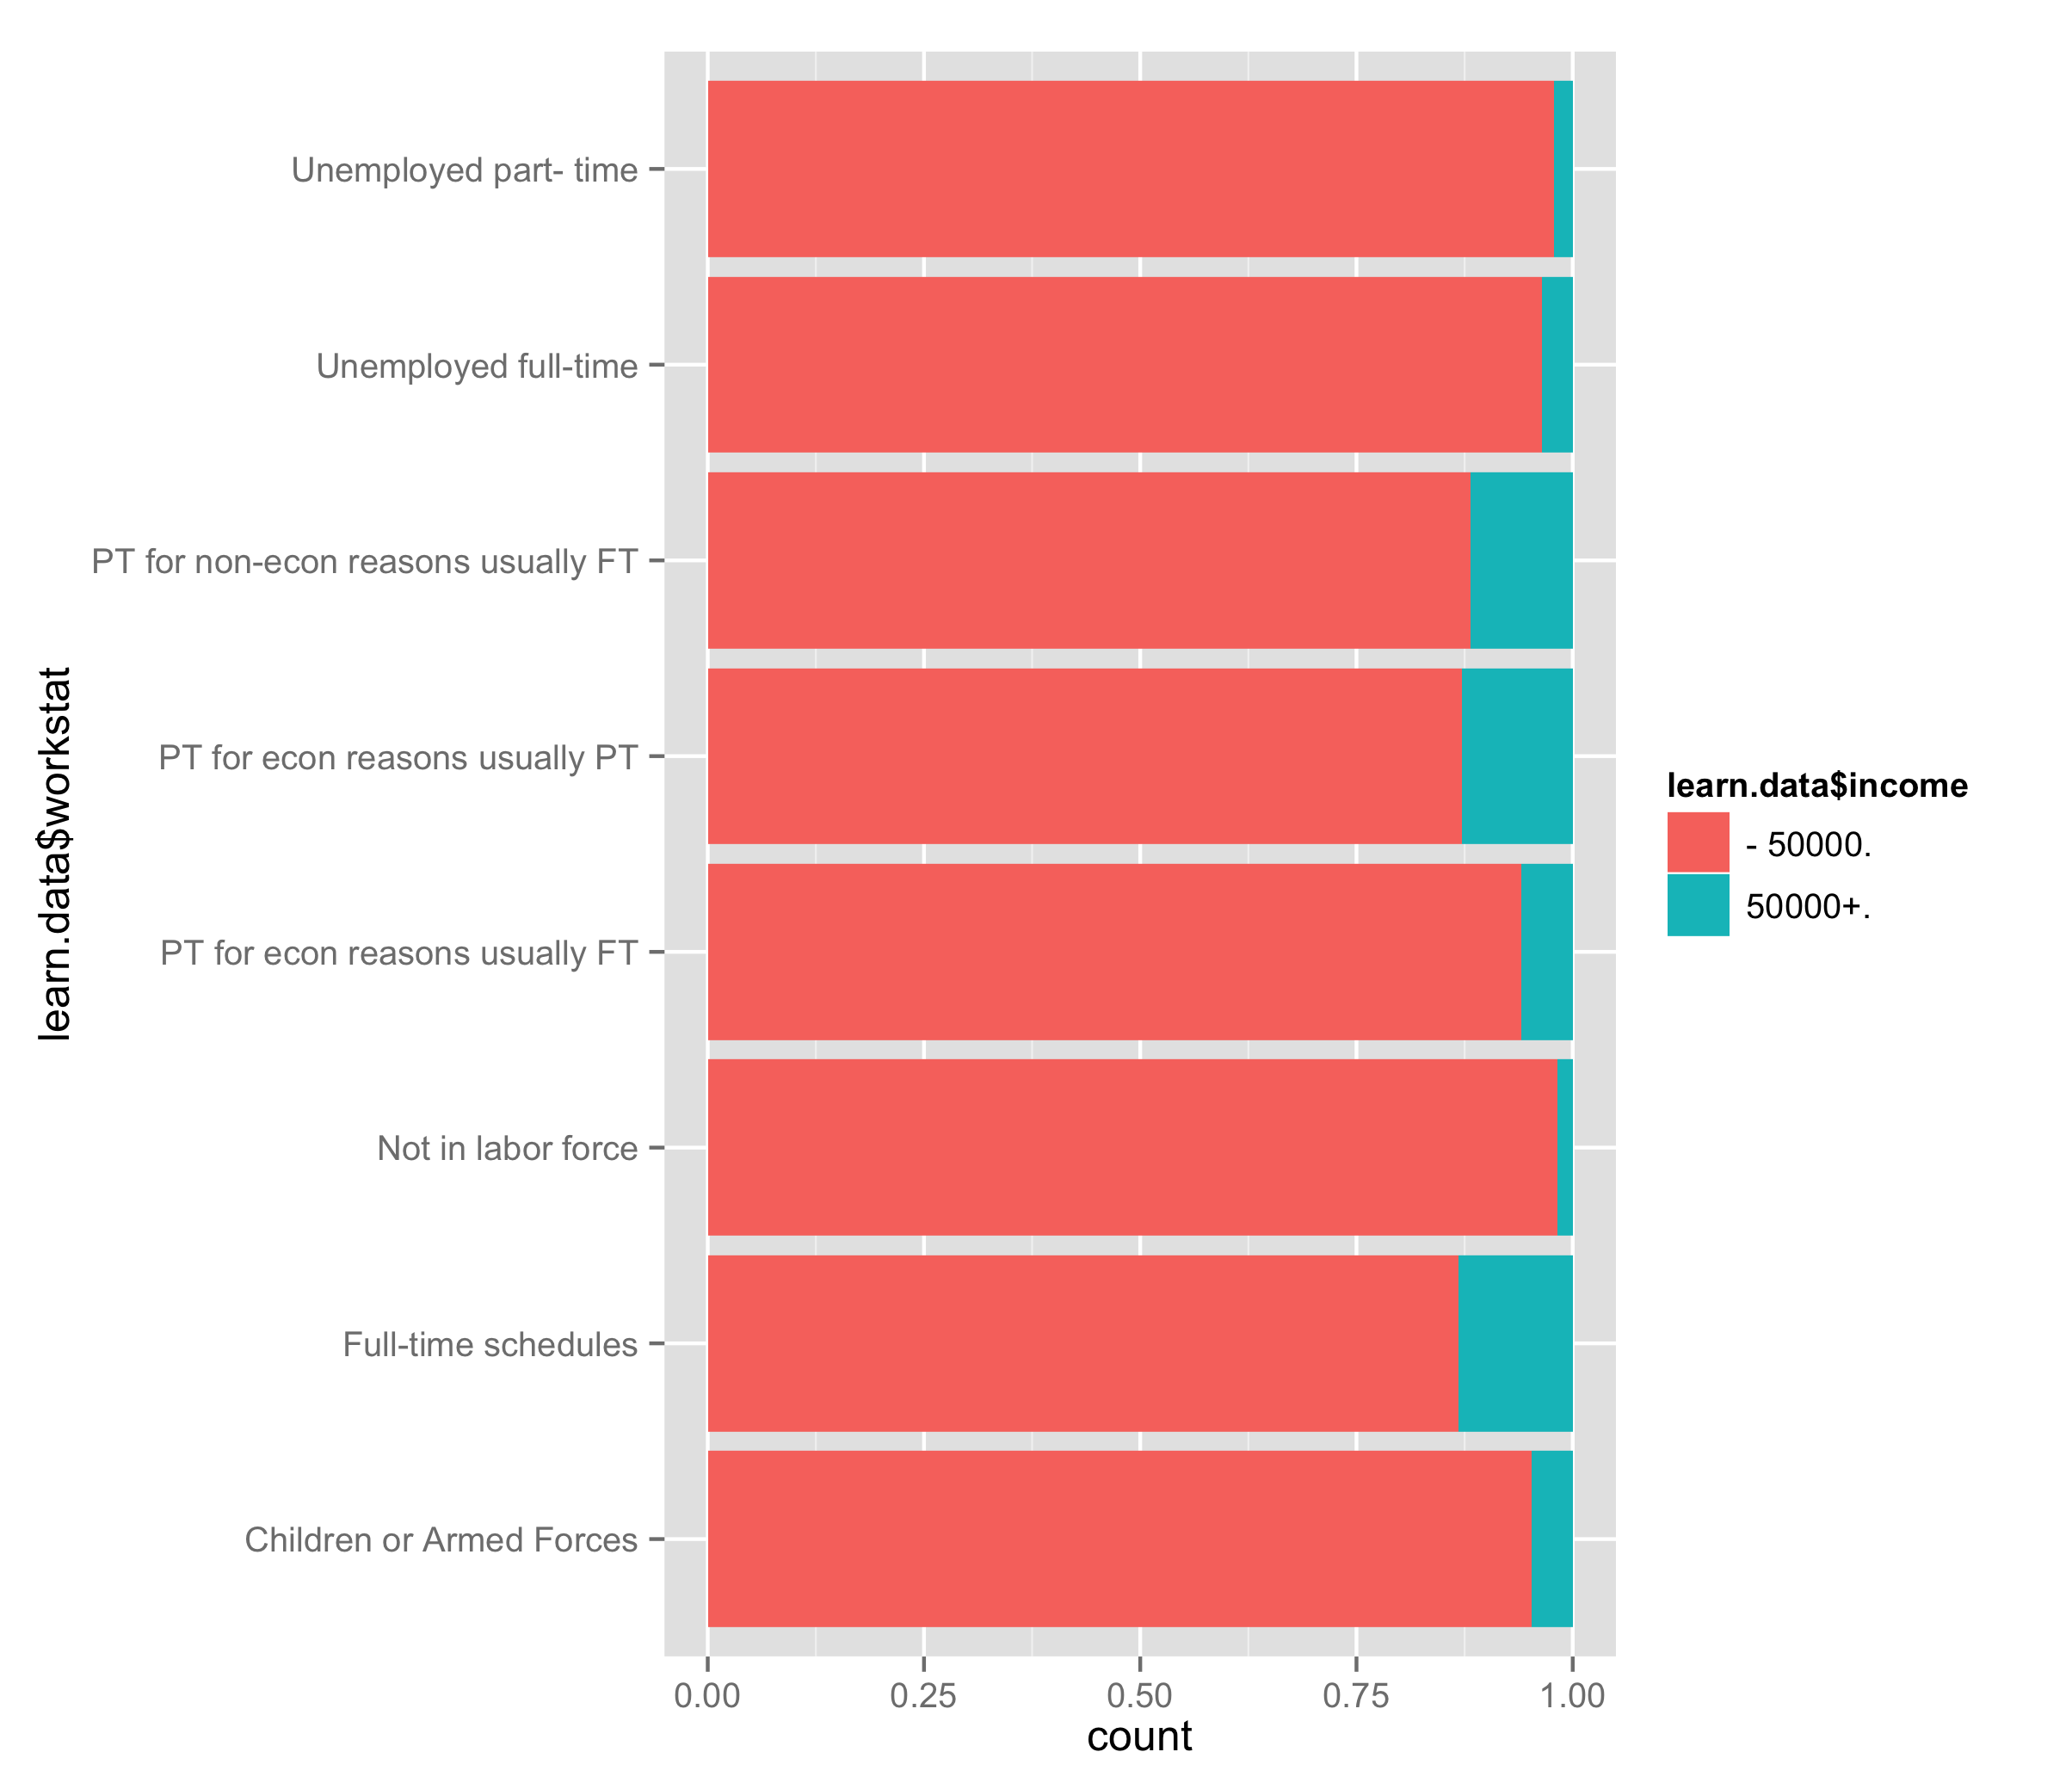 learn.data$workstat
Unemployed part- time
Unemployed full-time
PT for non-econ reasons usually FT
PT for econ reasons usually PT
PT for econ reasons usually FT
Not in labor force
Full-time schedules
Children or Armed Forces
0.00 0.25 0.50 0.75 1.00
count
learn.data$income
- 50000.
50000+.